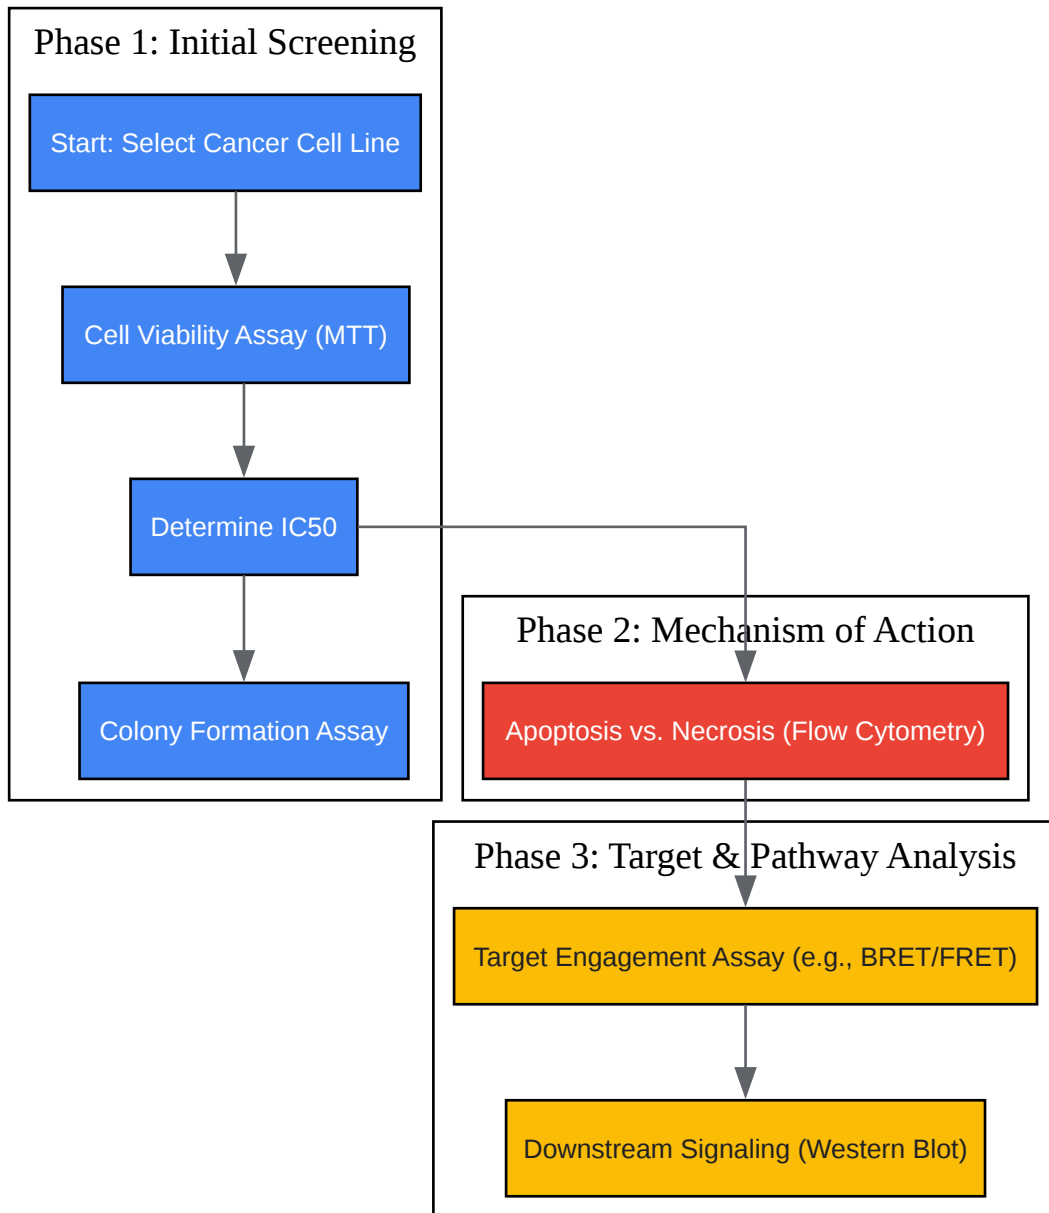 Phase 1: Initial Screening
Start: Select Cancer Cell Line
Cell Viability Assay (MTT)
Determine IC50
Colony Formation Assay
Phase 2: Mechanism of Action
Apoptosis vs. Necrosis (Flow Cytometry)
Phase 3: Target & Pathway Analysis
Target Engagement Assay (e.g., BRET/FRET)
Downstream Signaling (Western Blot)